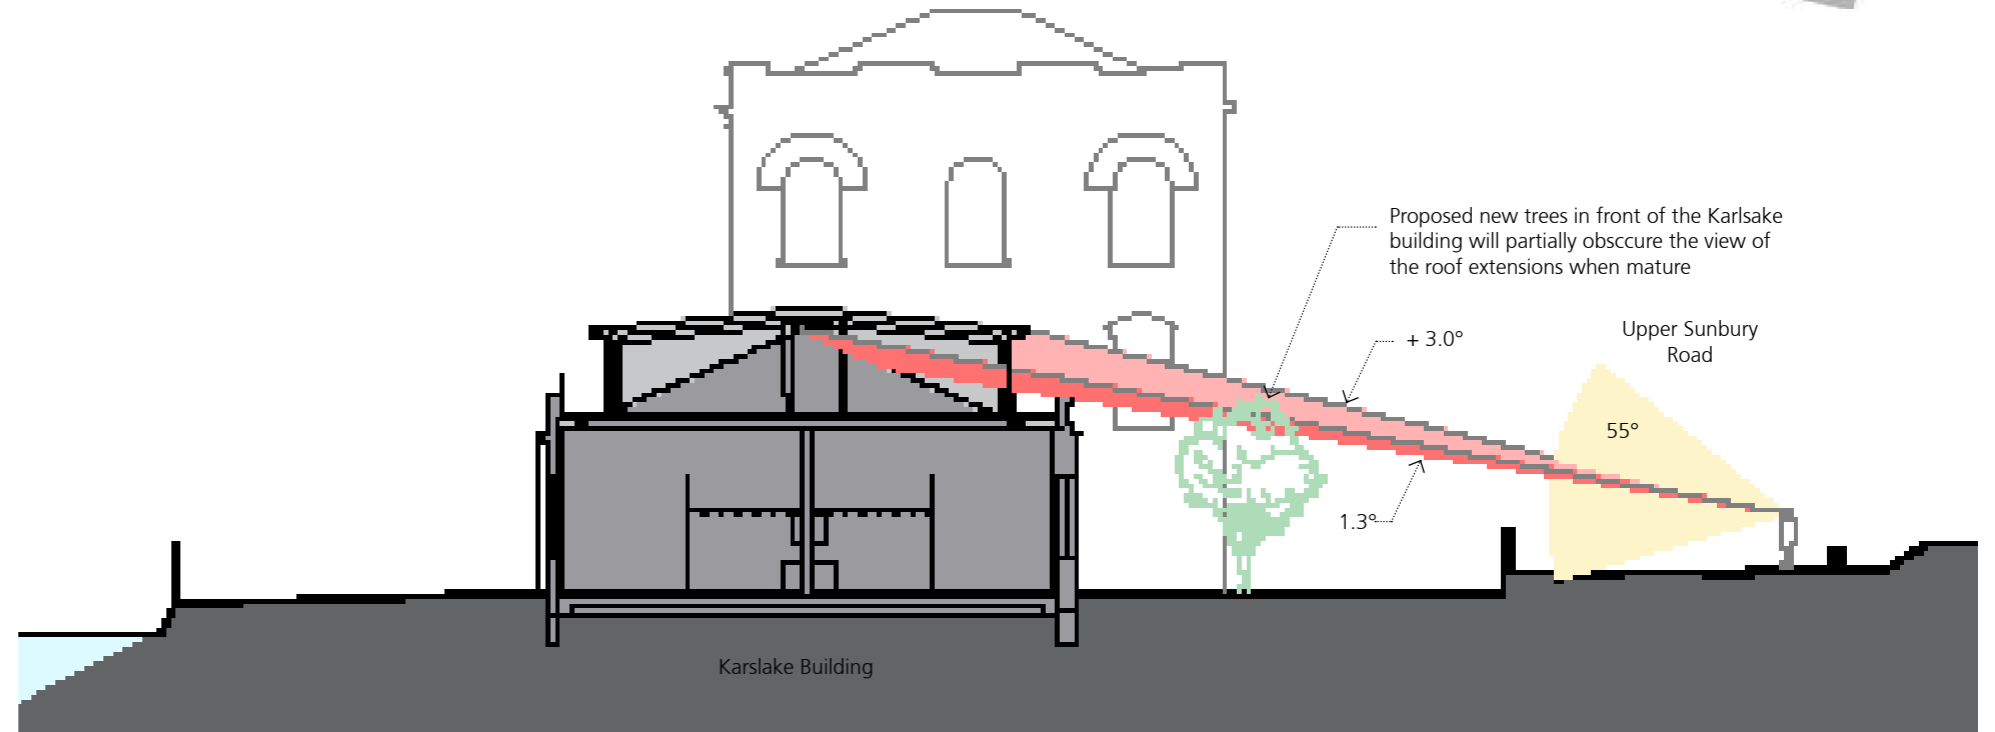 Proposed new trees in front of the Karlsake
building will partially obsccure the view of
the roof extensions when mature
+ 3.0°
Upper Sunbury
Road
55°
1.3°
Karslake Building